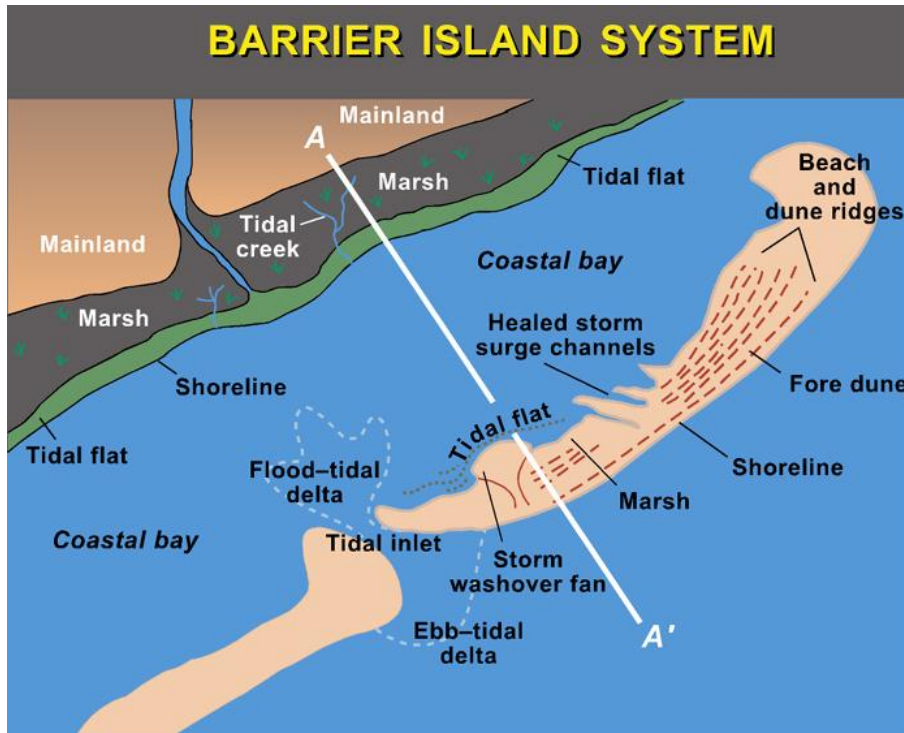 BARRIER ISLAND SYSTEM
Mainland
A
Marsh
Tidal flat
Beach
and
dune ridges
Tidal
creek
Mainland
Coastal bay
Marsh
Healed storm
surge channels
Shoreline
Fore dune
Tidal flat
Tidal flat
Flood–tidal
delta
Shoreline
Marsh
Coastal bay
Tidal inlet
Storm
washover fan
Ebb–tidal
delta
A'